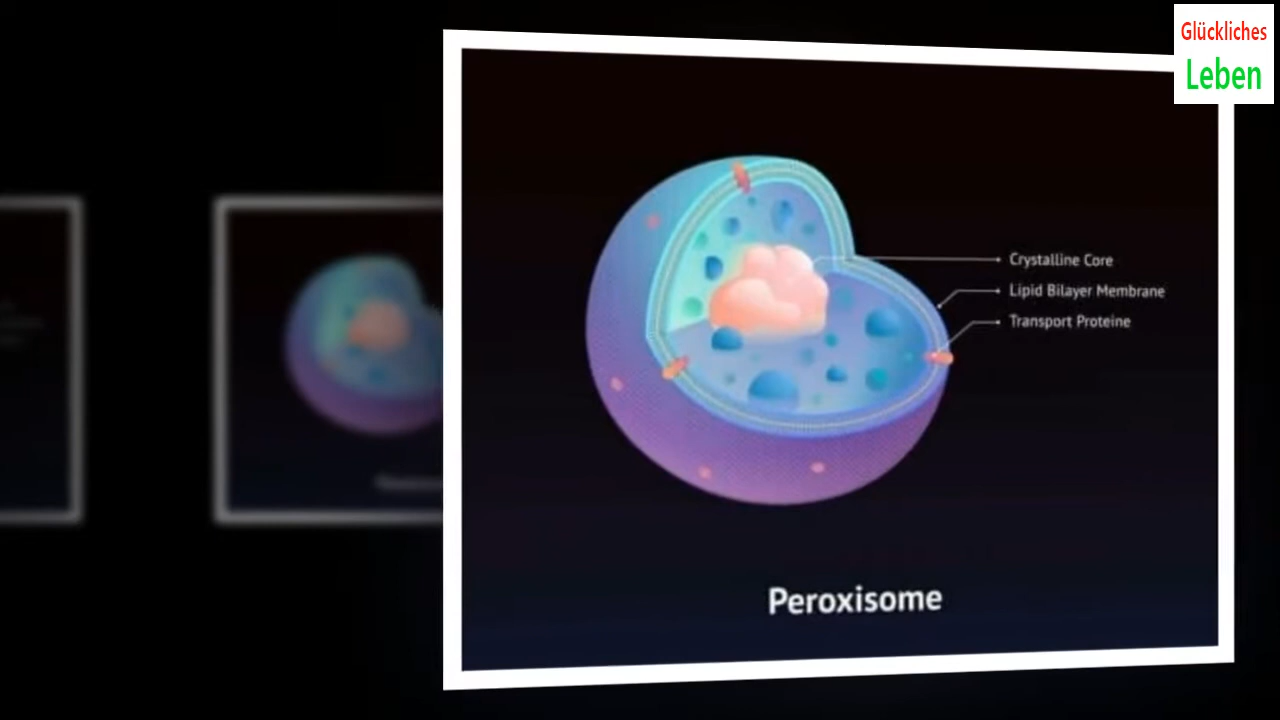 Glückliches
Leben
Crystalline Core
Lipid Bilayer Membrane
Transport Proteine
Peroxisome